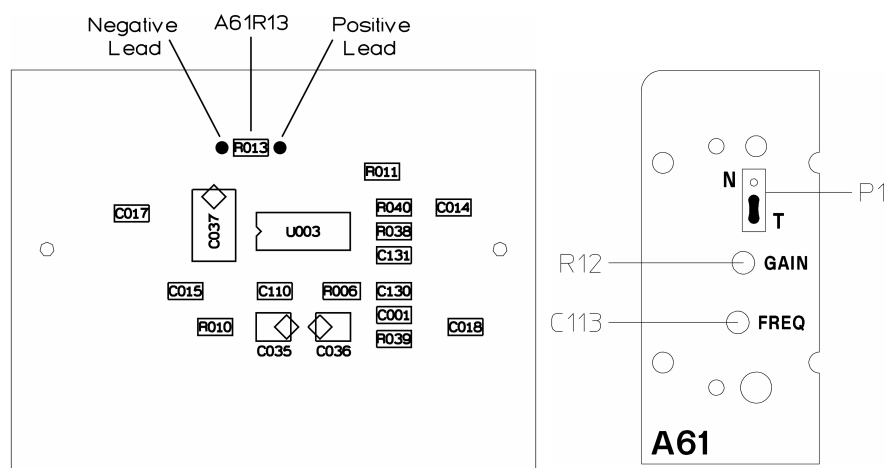 Negative
Lead
A61R13
Positive
Lead
R013
R011
C017
C037
U003
R040
C014
R038
C131
C015
C110
R006
C130
C001
R010
C035
C036
R039
C018
N
P1
T
R12
GAIN
C113
FREQ
A61